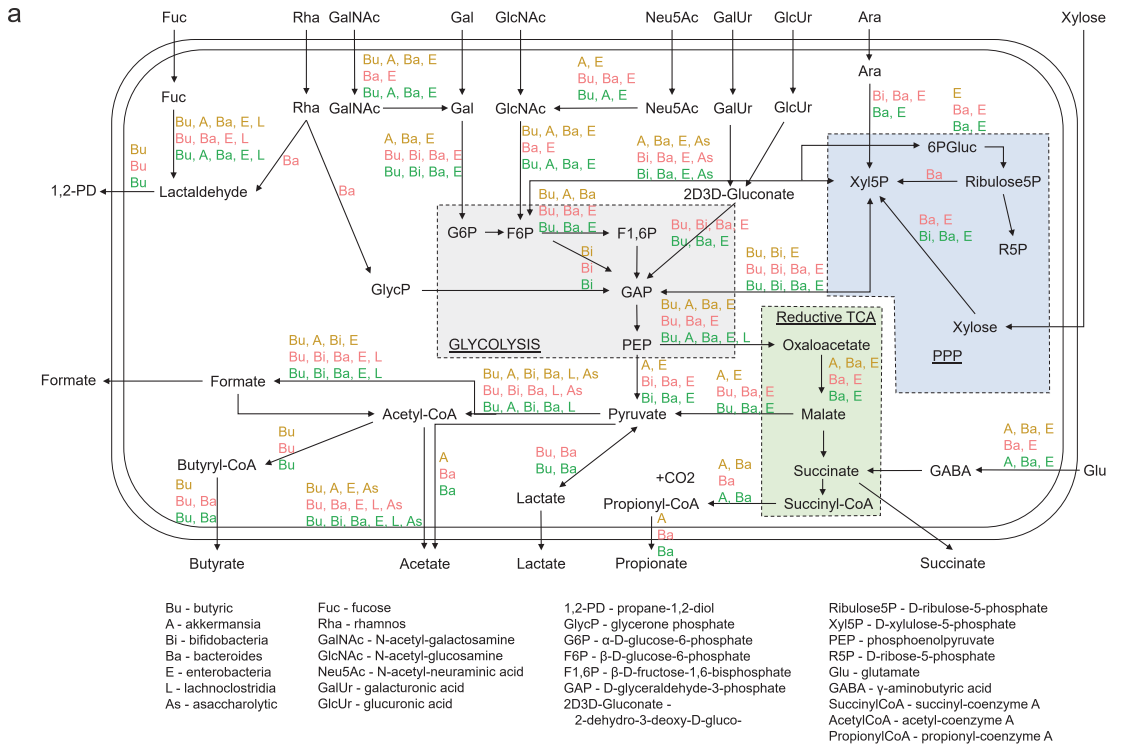 a
Fuc Rha GalNAc Gal GlcNAc Neu5Ac GalUr GlcUr Ara Xylose
Bu, A, Ba, E
Ba, E
Bu, A, Ba, E
A, E
Bu, Ba, E
Bu, A, E
Ara
Fuc Rha GalNAc Gal GlcNAc Neu5Ac GalUr GlcUr
Bi, Ba, E
Ba, E
E
Ba, E
Ba, E
Bu, A, Ba, E, L
Bu, Ba, E, L
Bu, A, Ba, E, L
A, Ba, E
Bu, Bi, Ba, E
Bu, Bi, Ba, E
Bu, A, Ba, E
Ba, E
Bu, A, Ba, E
A, Ba, E, As
Bi, Ba, E, As
Bi, Ba, E, As
Bu
Bu
Bu
Ba
Ba
6PGluc
1,2-PD Lactaldehyde
2D3D-Gluconate
Xyl5P Ba Ribulose5P
Bu, A, Ba
Bu, Ba, E
Bu, Ba, E
G6P F6P F1,6P
Bu, Bi, Ba, E
Bu, Ba, E
Ba, E
Bi, Ba, E
R5P
Bi
Bi
Bi
Bu, Bi, E
Bu, Bi, Ba, E
Bu, Bi, Ba, E
GlycP GAP
Bu, A, Ba, E
Bu, Ba, E
Bu, A, Ba, E, L
Reductive TCA
Xylose
GLYCOLYSIS PEP Oxaloacetate
PPP
Bu, A, Bi, E
Bu, Bi, Ba, E, L
Bu, Bi, Ba, E, L
A, E
Bi, Ba, E
Bi, Ba, E
A, Ba, E
Ba, E
Ba, E
Formate Formate
Bu, A, Bi, Ba, L, As
Bu, Bi, Ba, L, As
Bu, A, Bi, Ba, L
A, E
Bu, Ba, E
Bu, Ba, E
Acetyl-CoA Pyruvate Malate
Bu
Bu
Bu
A
Ba
Ba
Bu, Ba
Bu, Ba
A, Ba, E
Ba, E
A, Ba, E
Butyryl-CoA
Succinate GABA Glu
+CO2
A, Ba
Ba
A, Ba
Bu
Bu, Ba
Bu, Ba
Bu, A, E, As
Bu, Ba, E, L, As
Bu, Bi, Ba, E, L, As
Lactate
Propionyl-CoA Succinyl-CoA
A
Ba
Ba
Butyrate Acetate Lactate Propionate Succinate
Bu - butyric
A - akkermansia
Bi - bifidobacteria
Ba - bacteroides
E - enterobacteria
L - lachnoclostridia
As - asaccharolytic
Fuc - fucose
Rha - rhamnos
GalNAc - N-acetyl-galactosamine
GlcNAc - N-acetyl-glucosamine
Neu5Ac - N-acetyl-neuraminic acid
GalUr - galacturonic acid
GlcUr - glucuronic acid
1,2-PD - propane-1,2-diol
GlycP - glycerone phosphate
G6P - α-D-glucose-6-phosphate
F6P - β-D-glucose-6-phosphate
F1,6P - β-D-fructose-1,6-bisphosphate
GAP - D-glyceraldehyde-3-phosphate
2D3D-Gluconate -
2-dehydro-3-deoxy-D-gluco-
Ribulose5P - D-ribulose-5-phosphate
Xyl5P - D-xylulose-5-phosphate
PEP - phosphoenolpyruvate
R5P - D-ribose-5-phosphate
Glu - glutamate
GABA - γ-aminobutyric acid
SuccinylCoA - succinyl-coenzyme A
AcetylCoA - acetyl-coenzyme A
PropionylCoA - propionyl-coenzyme A